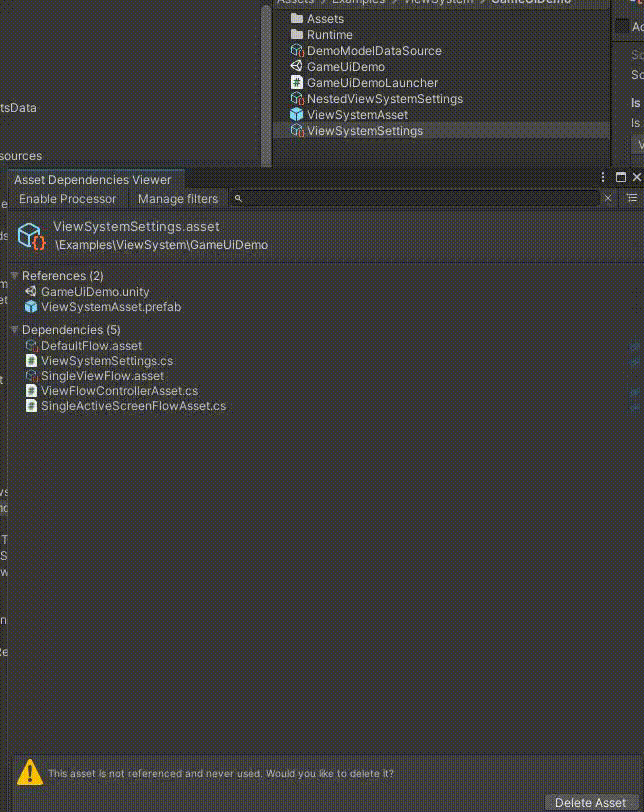 Assets > Examples > ViewSystem > GameUiDemo
Assets
Runtime
DemoModelDataSource
GameUiDemo
GameUiDemoLauncher
NestedViewSystemSettings
ViewSystemAsset
ViewSystemSettings
tsData
sources
Is
Is
Asset Dependencies Viewer
Enable Processor
Manage filters
ViewSystemSettings.asset
\Examples\ViewSystem\GameUiDemo
References (2)
GameUiDemo.unity
ViewSystemAsset.prefab
Dependencies (5)
DefaultFlow.asset
ViewSystemSettings.cs
SingleViewFlow.asset
ViewFlowControllerAsset.cs
SingleActiveScreenFlowAsset.cs
This asset is not referenced and never used. Would you like to delete it?
Delete Asset